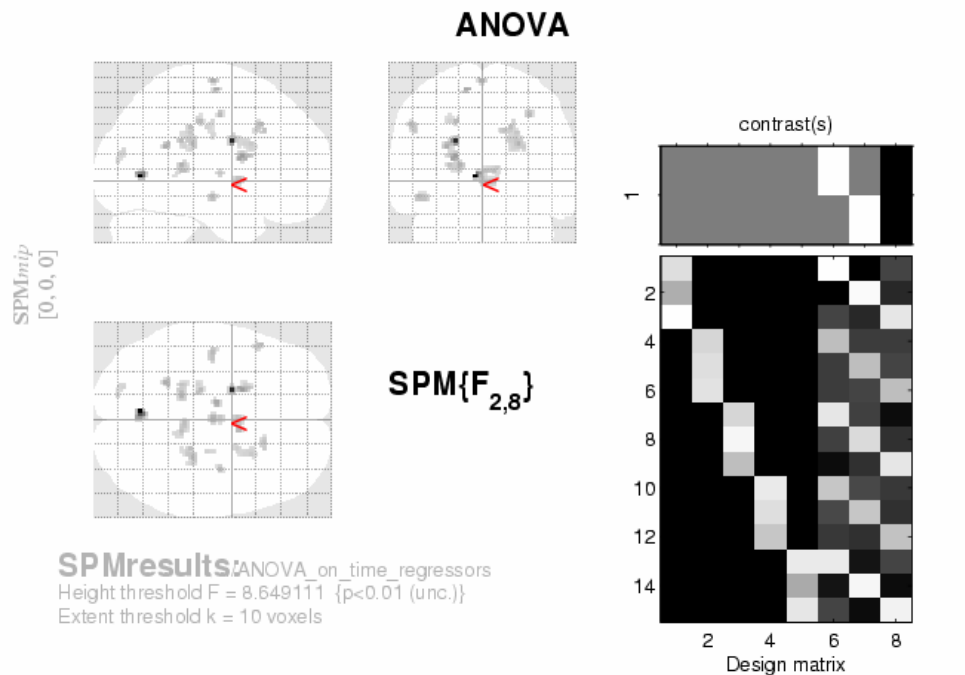 ANOVA
SPMmip
[0, 0, 0]
<
<
<
SPM{F2,8}
contrast(s)
1
2
4
6
8
10
12
14
2 4 6 8
Design matrix
SPMresults:./ANOVA_on_time_regressors
Height threshold F = 8.649111 {p<0.01 (unc.)}
Extent threshold k = 10 voxels